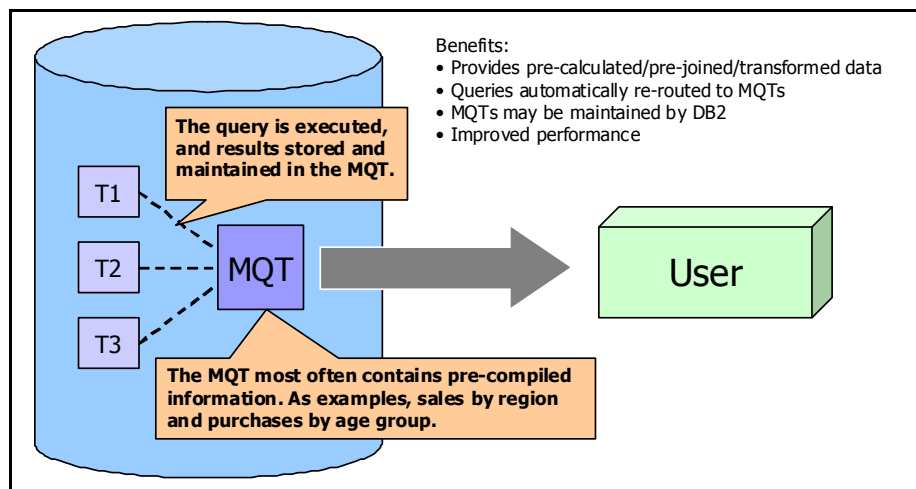 Benefits:
• Provides pre-calculated/pre-joined/transformed data
• Queries automatically re-routed to MQTs
• MQTs may be maintained by DB2
• Improved performance
The query is executed,
and results stored and
maintained in the MQT.
T1
T2
T3
MQT
User
The MQT most often contains pre-compiled
information. As examples, sales by region
and purchases by age group.